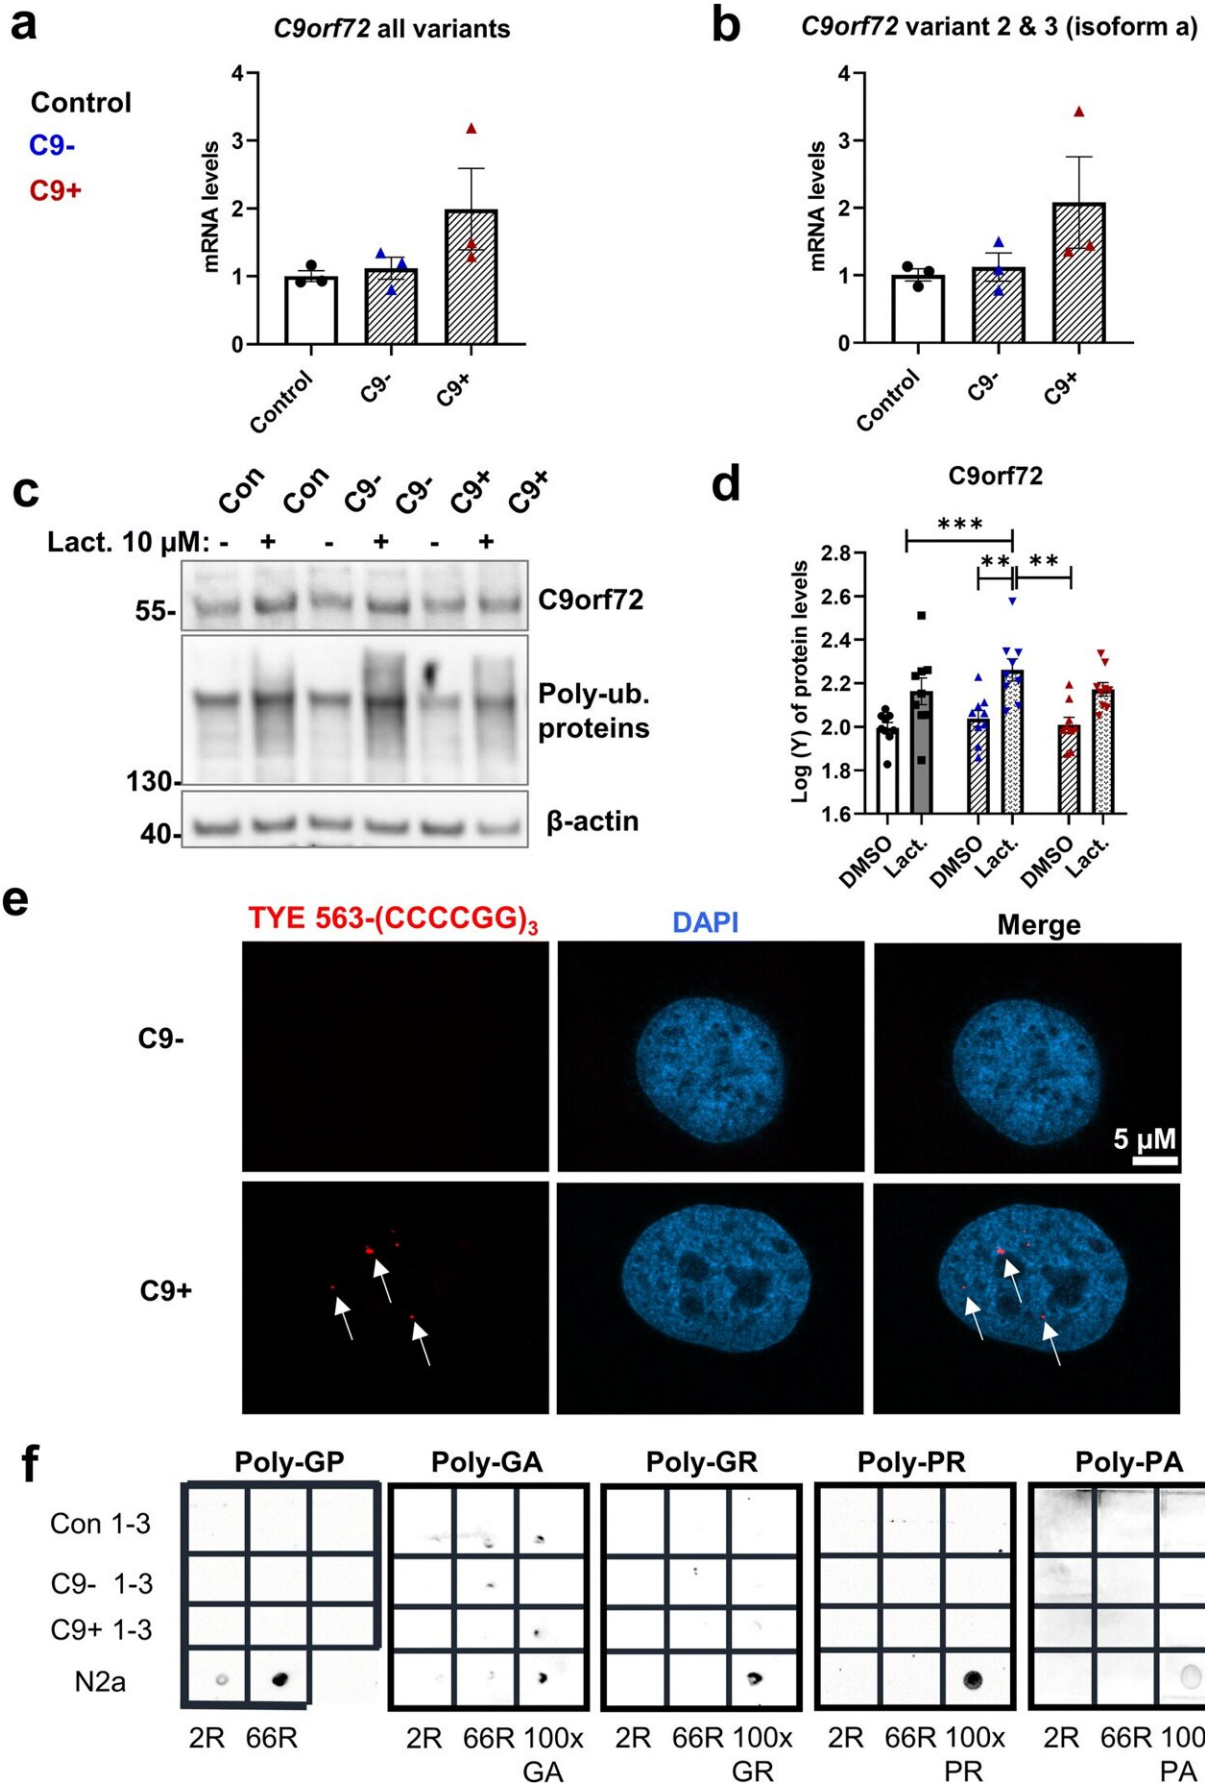 a
C9orf72 all variants
b
C9orf72 variant 2 & 3 (isoform a)
Control
C9-
C9+
mRNA levels
4
3
2
1
0
Control
C9-
C9+
mRNA levels
4
3
2
1
0
Control
C9-
C9+
c
Con
Con
C9-
C9-
C9+
C9+
Lact. 10 µM: - + - + - +
55-
C9orf72
Poly-ub.
proteins
130-
40-
β-actin
d
C9orf72
Log (Y) of protein levels
2.8
2.6
2.4
2.2
2.0
1.8
1.6
***
**
**
DMSO
Lact.
DMSO
Lact.
DMSO
Lact.
e
TYE 563-(CCCCGG)₃
DAPI
Merge
C9-
5 µM
C9+
f
Poly-GP
Poly-GA
Poly-GR
Poly-PR
Poly-PA
Con 1-3
C9- 1-3
C9+ 1-3
N2a
2R 66R
2R 66R 100x
GA
2R 66R 100x
GR
2R 66R 100x
PR
2R 66R 100
PA